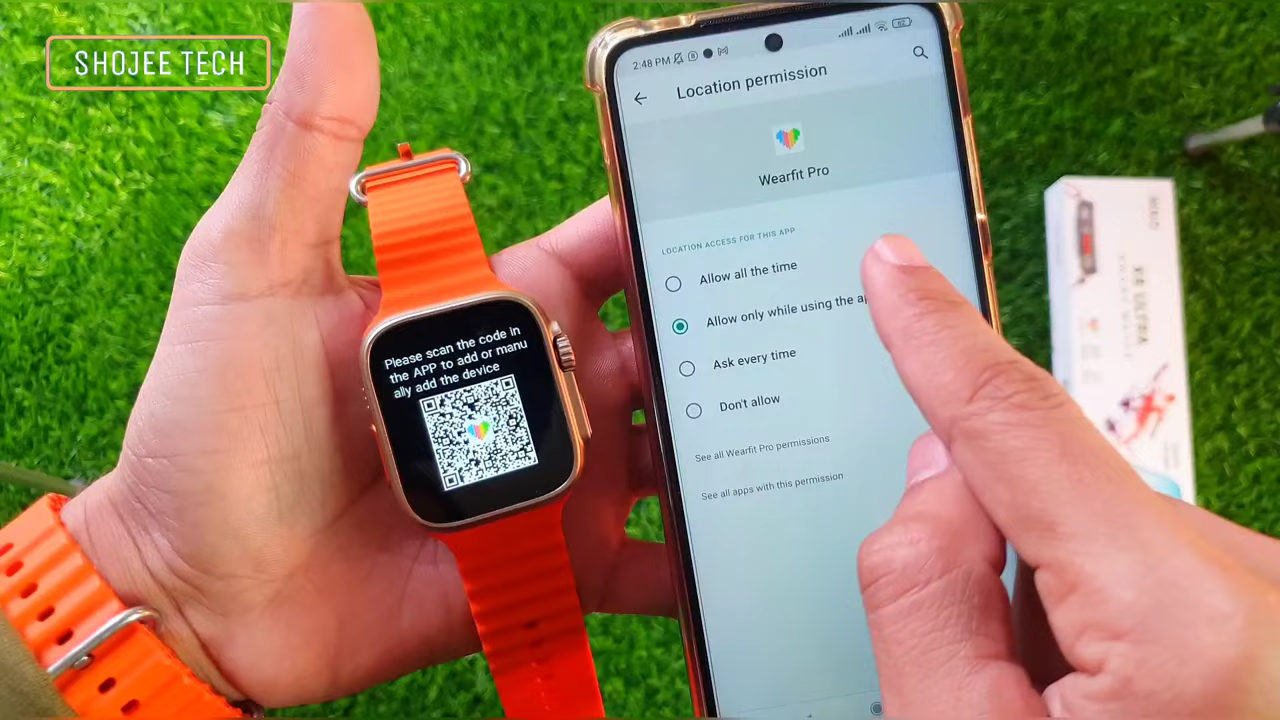 SHOJEE TECH
Please scan the code in
the APP to add or manu
ally add the device
2:48 PM
62
Location permission
Wearfit Pro
LOCATION ACCESS FOR THIS APP
Allow all the time
Allow only while using the ap
Ask every time
Don't allow
See all Wearfit Pro permissions
See all apps with this permission
ULTRA